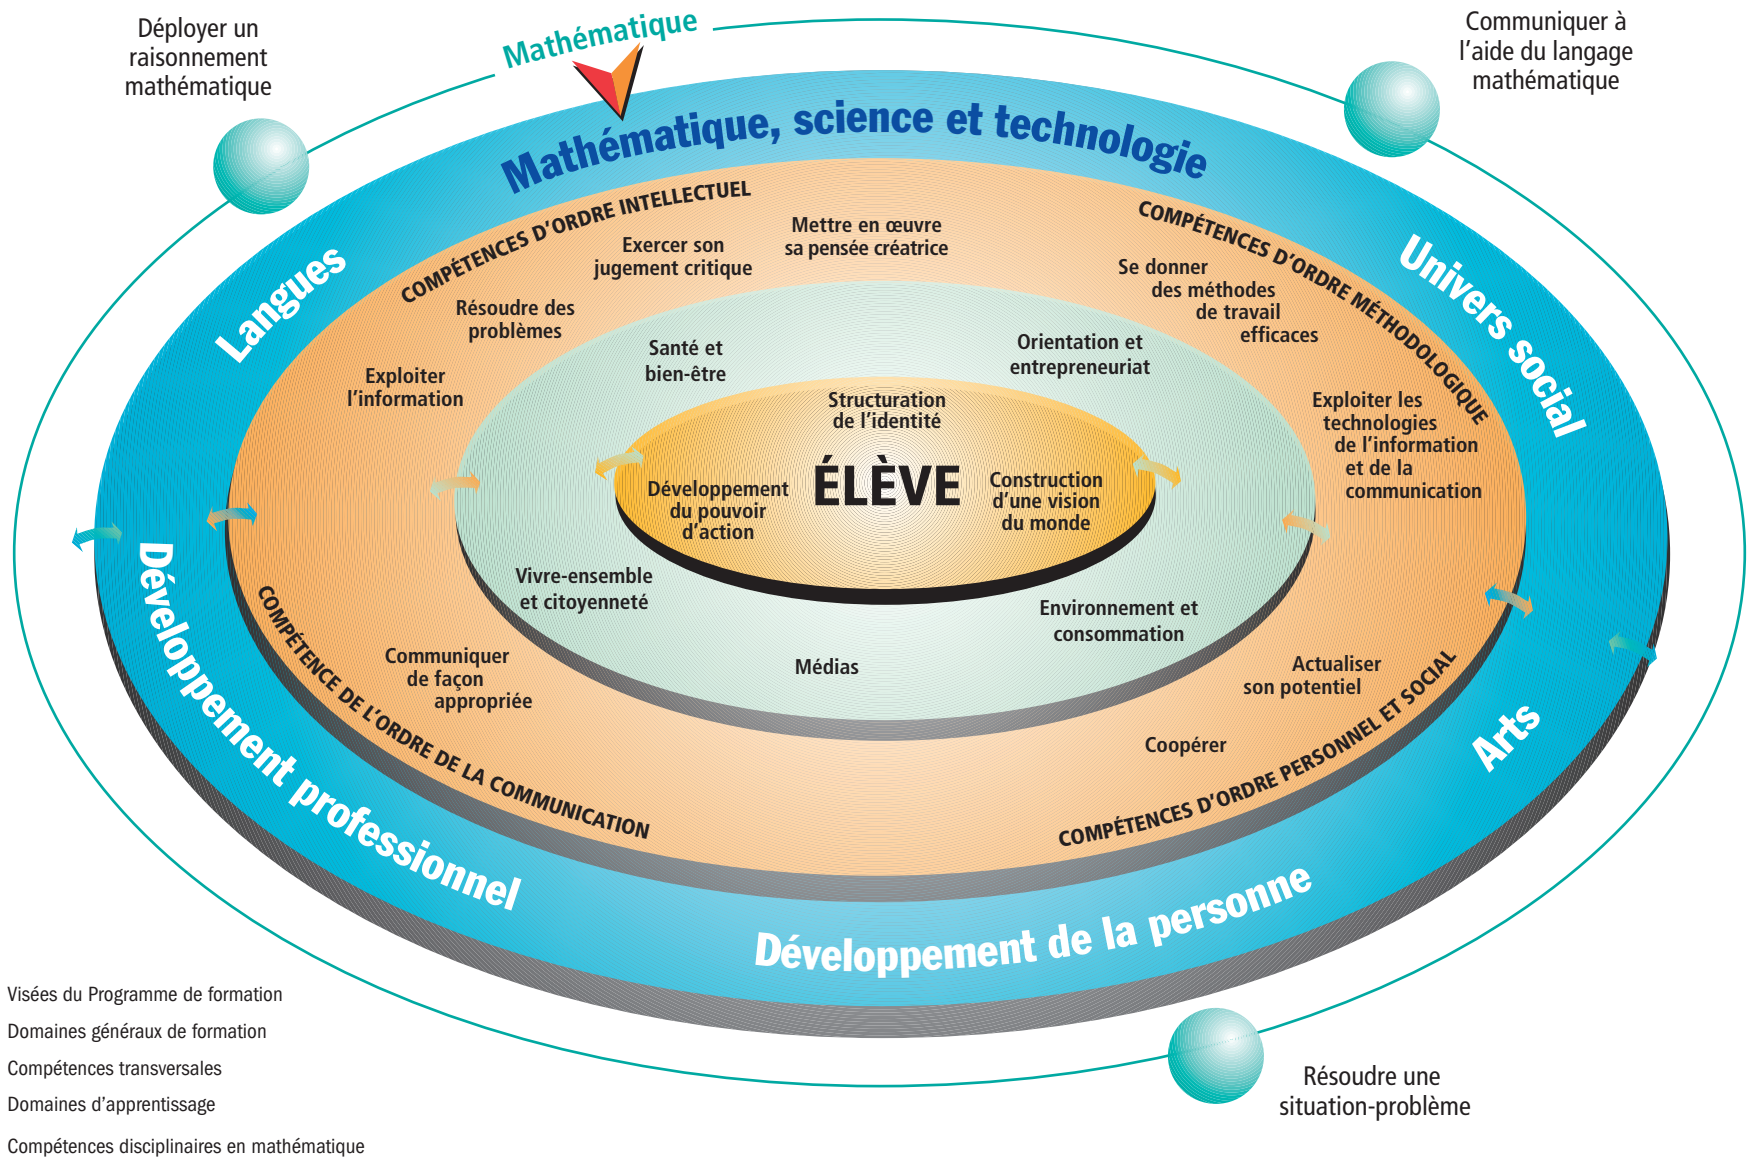 Déployer un
raisonnement
mathématique
Mathématique
Communiquer à
l'aide du langage
mathématique
Mathématique, science et technologie
Langues
Univers social
COMPÉTENCES D'ORDRE INTELLECTUEL
COMPÉTENCES D'ORDRE MÉTHODOLOGIQUE
Mettre en œuvre
sa pensée créatrice
Exercer son
jugement critique
Résoudre des
problèmes
Exploiter
l'information
Se donner
des méthodes
de travail
efficaces
Exploiter les
technologies
de l'information
et de la
communication
Santé et
bien-être
Orientation et
entrepreneuriat
Structuration
de l'identité
ÉLÈVE
Développement
du pouvoir
d'action
Construction
d'une vision
du monde
Vivre-ensemble
et citoyenneté
Environnement et
consommation
Médias
Communiquer
de façon
appropriée
Actualiser
son potentiel
Coopérer
COMPÉTENCE DE L'ORDRE DE LA COMMUNICATION
COMPÉTENCES D'ORDRE PERSONNEL ET SOCIAL
Développement professionnel
Arts
Développement de la personne
Résoudre une
situation-problème
Visées du Programme de formation
Domaines généraux de formation
Compétences transversales
Domaines d'apprentissage
Compétences disciplinaires en mathématique